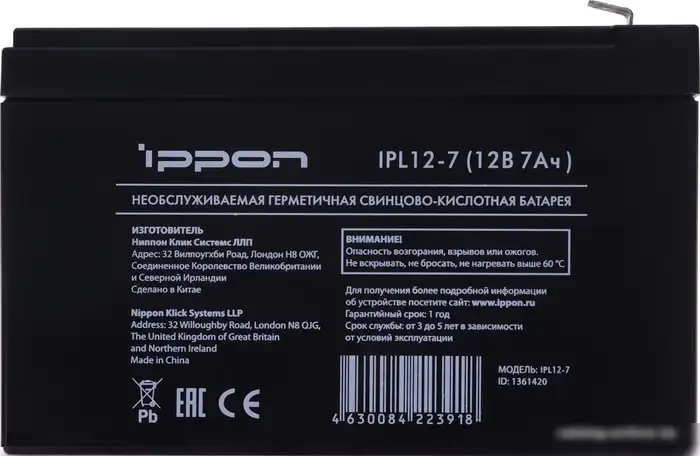 ippon
IPL12-7 (12В 7Ач)
НЕОБСЛУЖИВАЕМАЯ ГЕРМЕТИЧНАЯ СВИНЦОВО-КИСЛОТНАЯ БАТАРЕЯ
ИЗГОТОВИТЕЛЬ
Ниппон Клик Системс ЛЛП
Адрес: 32 Виллоугхби Роад, Лондон Н8 ОЖГ,
Соединенное Королевство Великобритании
и Северной Ирландии
Сделано в Китае
Nippon Klick Systems LLP
Address: 32 Willoughby Road, London N8 OJG,
The United Kingdom of Great Britain
and Northern Ireland
Made in China
Pb
EAC CE
ВНИМАНИЕ!
Опасность возгорания, взрывов или ожогов.
Не вскрывать, не бросать, не нагревать выше 60 °C
Для получения более подробной информации
об устройстве посетите сайт: www.ippon.ru
Гарантийный срок: 1 год
Срок службы: от 3 до 5 лет в зависимости
от условий эксплуатации
4 630084 223918
МОДЕЛЬ: IPL12-7
ID: 1361420